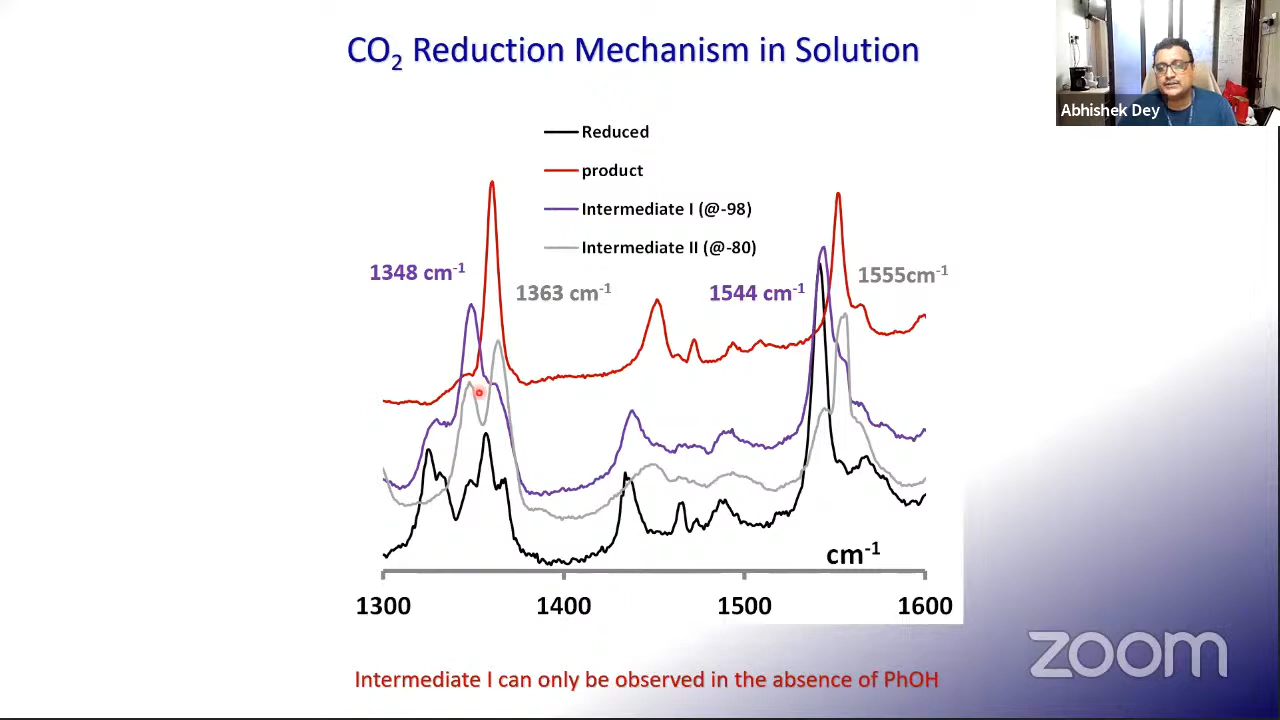 CO2 Reduction Mechanism in Solution
Abhishek Dey
Reduced
product
Intermediate I (@-98)
Intermediate II (@-80)
1348 cm-1
1363 cm-1
1544 cm-1
1555cm-1
cm-1
1300 1400 1500 1600
zoom
Intermediate I can only be observed in the absence of PhOH